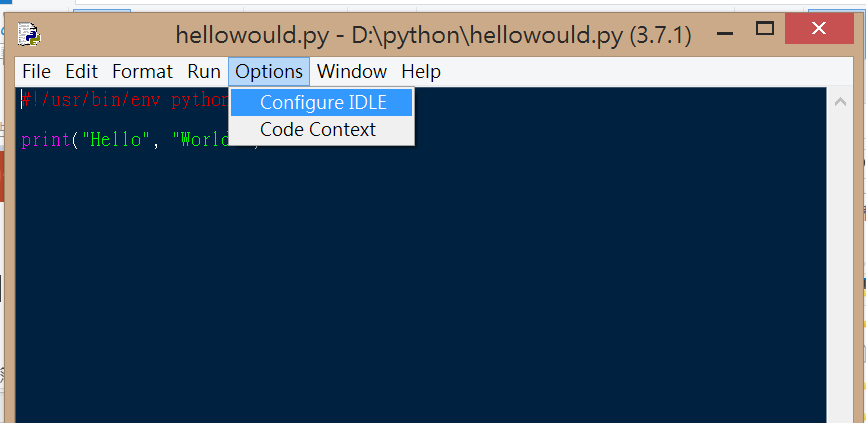 hellowould.py - D:\python\hellowould.py (3.7.1)
File Edit Format Run Options Window Help
#!/usr/bin/env python
Configure IDLE
Code Context
print("Hello", "World